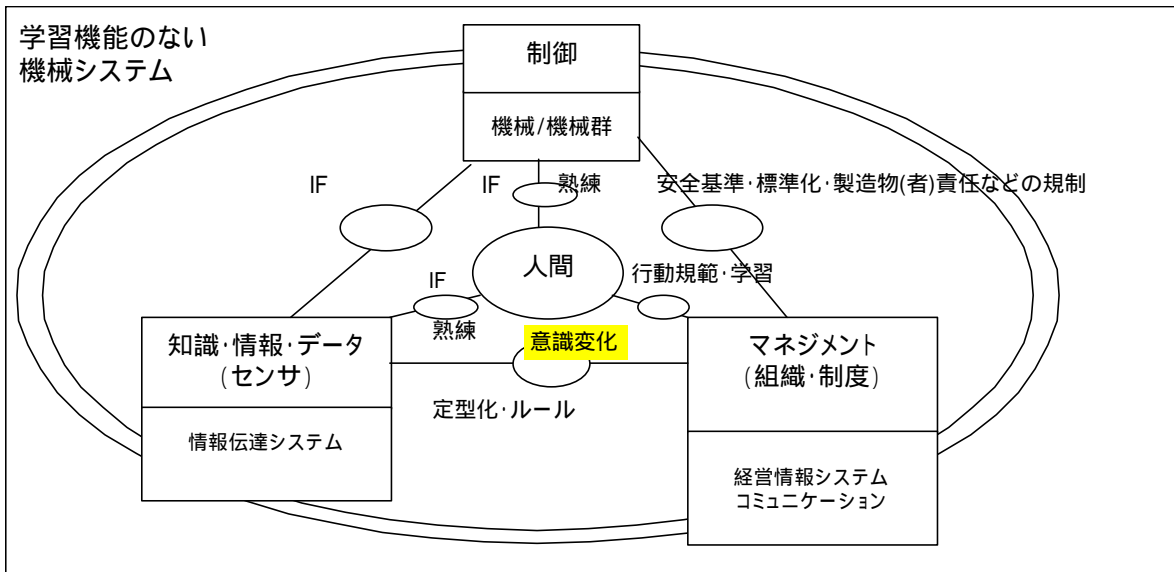 学習機能のない
機械システム
制御
機械/機械群
IF
IF
熟練
安全基準･標準化･製造物(者)責任などの規制
人間
IF
行動規範･学習
熟練
意識変化
知識･情報･データ
(センサ)
マネジメント
(組織･制度)
定型化･ルール
情報伝達システム
経営情報システム
コミュニケーション